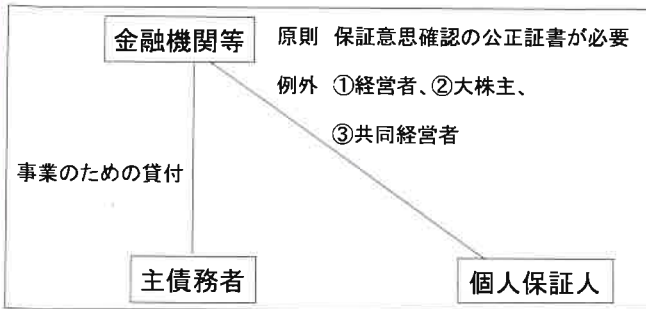 金融機関等
原則 保証意思確認の公正証書が必要
例外 ①経営者、②大株主、
③共同経営者
事業のための貸付
主債務者
個人保証人